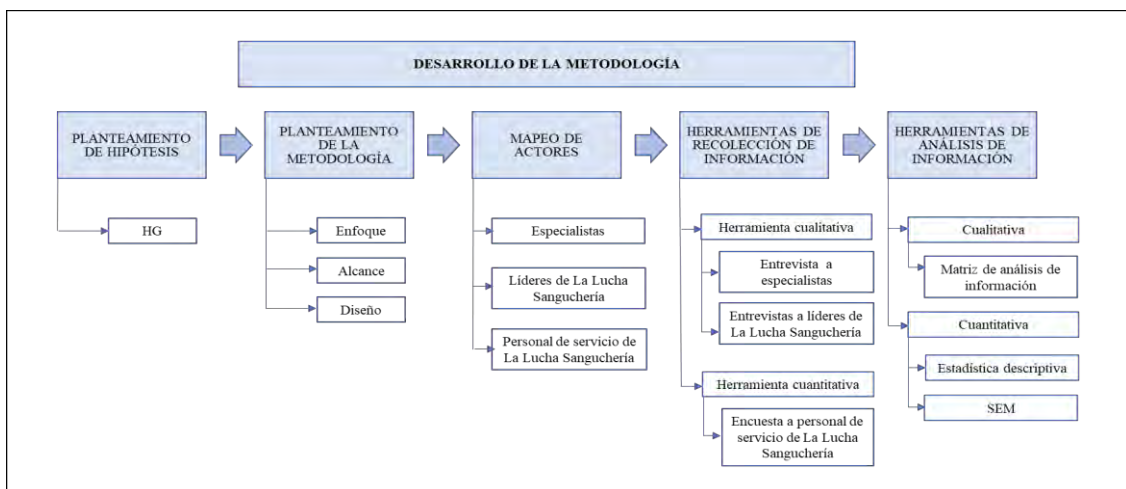 DESARROLLO DE LA METODOLOGÍA
PLANTEAMIENTO
DE HIPÓTESIS
HG
PLANTEAMIENTO
DE LA
METODOLOGÍA
Enfoque
Alcance
Diseño
MAPEO DE
ACTORES
Especialistas
Líderes de La Lucha
Sanguchería
Personal de servicio de
La Lucha Sanguchería
HERRAMIENTAS DE
RECOLECCIÓN DE
INFORMACIÓN
Herramienta cualitativa
Entrevista a
especialistas
Entrevistas a líderes de
La Lucha Sanguchería
Herramienta cuantitativa
Encuesta a personal de
servicio de La Lucha
Sanguchería
HERRAMIENTAS DE
ANÁLISIS DE
INFORMACIÓN
Cualitativa
Matriz de análisis de
información
Cuantitativa
Estadística descriptiva
SEM